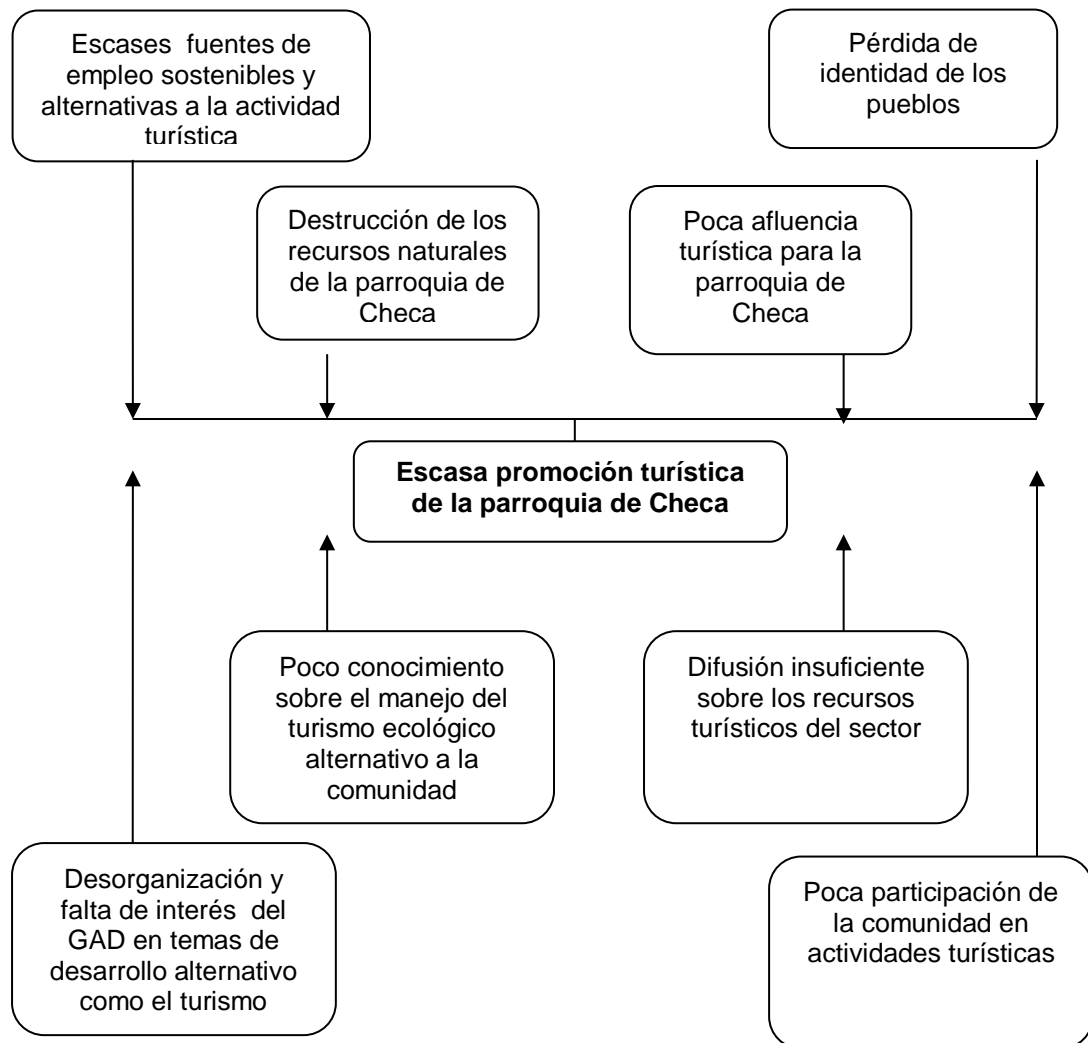 Escases fuentes de
empleo sostenibles y
alternativas a la actividad
turística
Pérdida de
identidad de los
pueblos
Destrucción de los
recursos naturales
de la parroquia de
Checa
Poca afluencia
turística para la
parroquia de
Checa
Escasa promoción turística
de la parroquia de Checa
Poco conocimiento
sobre el manejo del
turismo ecológico
alternativo a la
comunidad
Difusión insuficiente
sobre los recursos
turísticos del sector
Desorganización y
falta de interés del
GAD en temas de
desarrollo alternativo
como el turismo
Poca participación de
la comunidad en
actividades turísticas